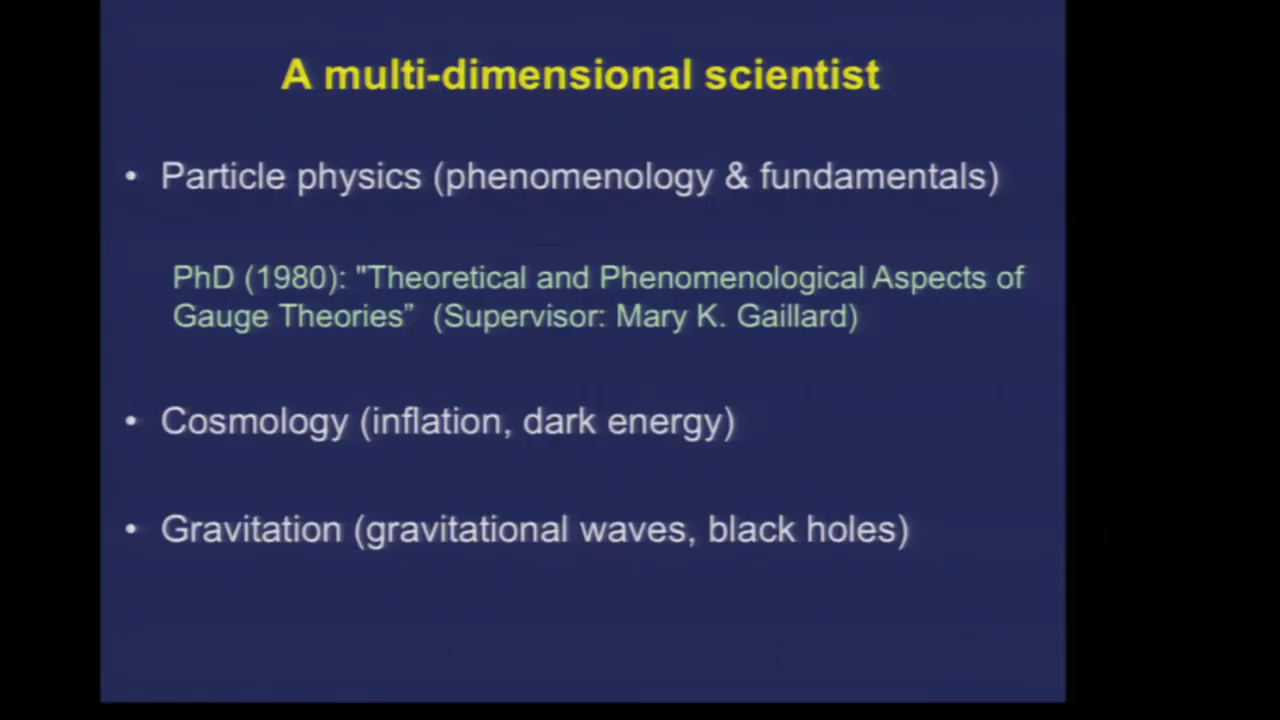 A multi-dimensional scientist
• Particle physics (phenomenology & fundamentals)
PhD (1980): "Theoretical and Phenomenological Aspects of
Gauge Theories” (Supervisor: Mary K. Gaillard)
• Cosmology (inflation, dark energy)
• Gravitation (gravitational waves, black holes)